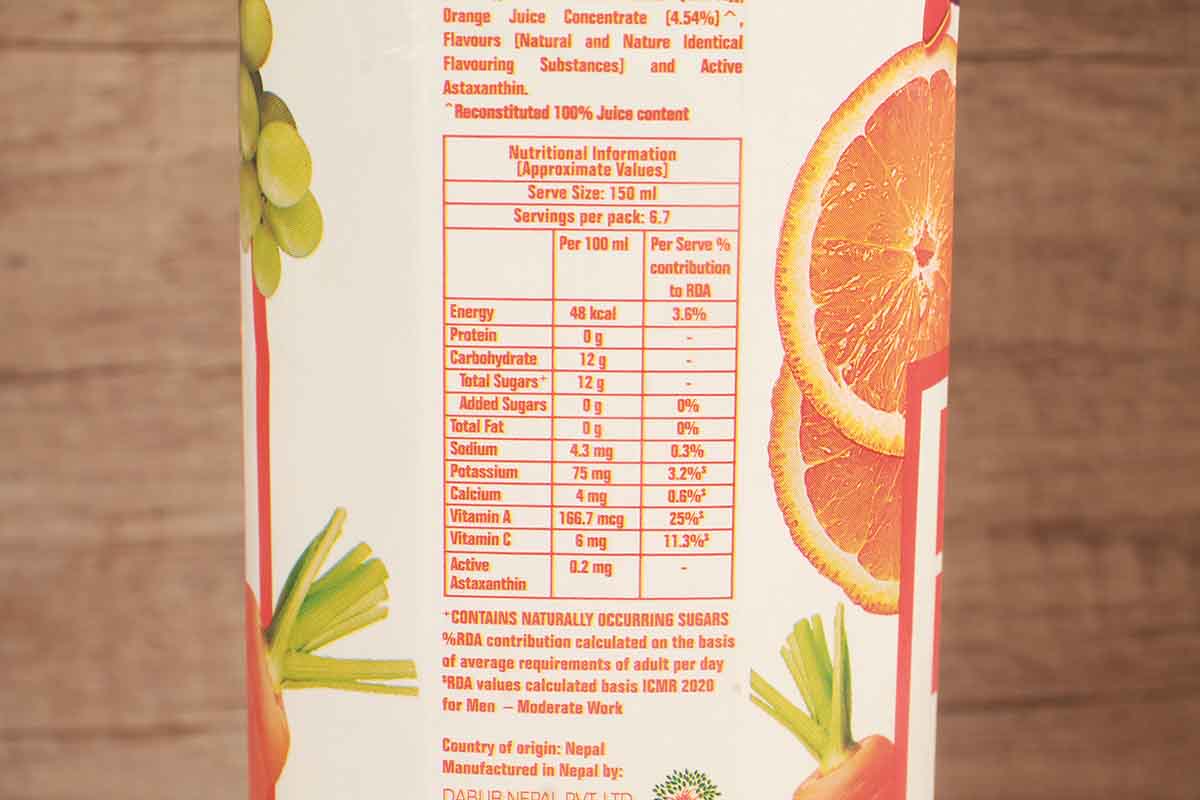 Orange Juice Concentrate (4.54%)^,
Flavours (Natural and Nature Identical
Flavouring Substances) and Active
Astaxanthin.
^Reconstituted 100% Juice content
Nutritional Information
(Approximate Values)
Serve Size: 150 ml
Servings per pack: 6.7
Per 100 ml Per Serve %
contribution
to RDA
Energy 48 kcal 3.6%
Protein 0 g -
Carbohydrate 12 g -
Total Sugars+ 12 g -
Added Sugars 0 g 0%
Total Fat 0 g 0%
Sodium 4.3 mg 0.3%
Potassium 75 mg 3.2%$
Calcium 4 mg 0.6%$
Vitamin A 166.7 mcg 25%$
Vitamin C 6 mg 11.3%$
Active 0.2 mg -
Astaxanthin
+CONTAINS NATURALLY OCCURRING SUGARS
%RDA contribution calculated on the basis
of average requirements of adult per day
$RDA values calculated basis ICMR 2020
for Men – Moderate Work
Country of origin: Nepal
Manufactured in Nepal by:
DABUR NEPAL PVT. LTD.